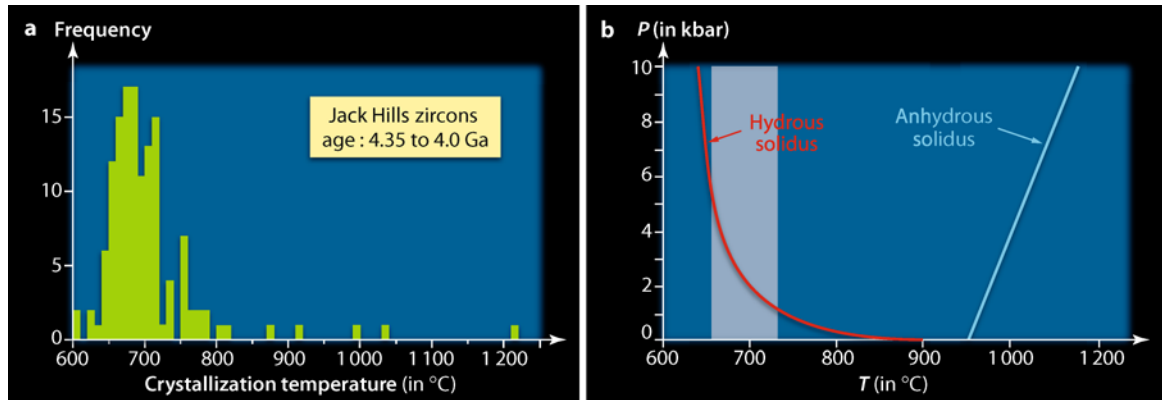 a Frequency
15
10
5
0
600 700 800 900 1 000 1 100 1 200
Crystallization temperature (in °C)
Jack Hills zircons
age : 4.35 to 4.0 Ga
b P (in kbar)
10
8
6
4
2
0
600 700 800 900 1 000 1 100 1 200
T (in °C)
Hydrous
solidus
Anhydrous
solidus